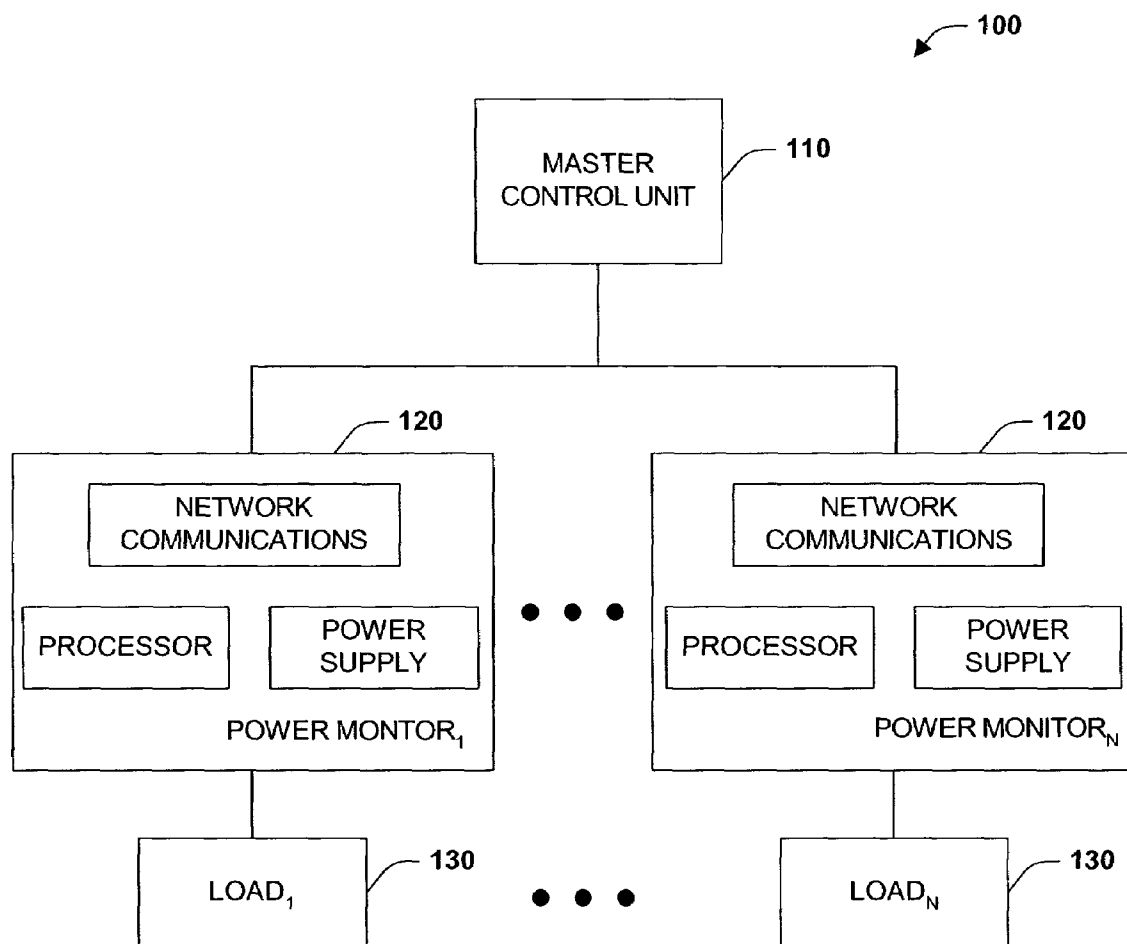 100
MASTER
CONTROL UNIT
110
120
120
NETWORK
COMMUNICATIONS
NETWORK
COMMUNICATIONS
PROCESSOR
POWER
SUPPLY
PROCESSOR
POWER
SUPPLY
POWER MONTOR1
POWER MONITORN
130
130
LOAD1
LOADN